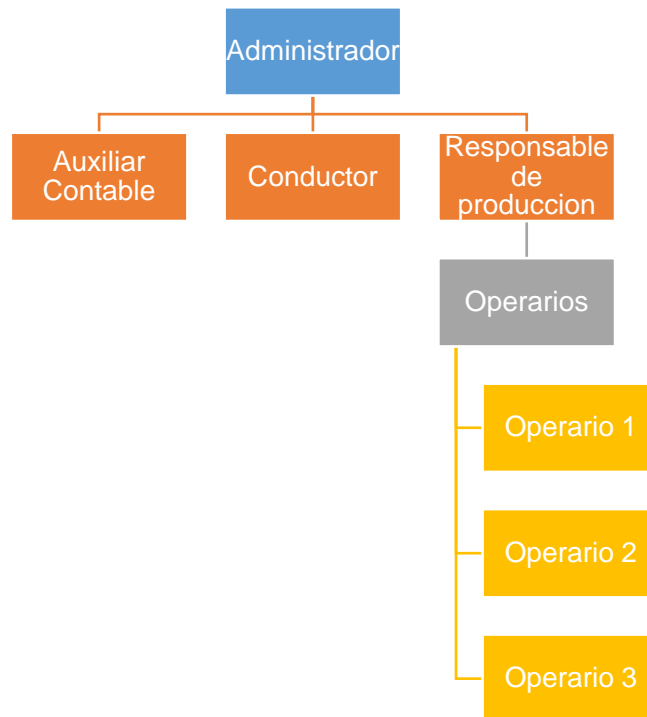 Administrador
Auxiliar
Contable
Conductor
Responsable
de
produccion
Operarios
Operario 1
Operario 2
Operario 3